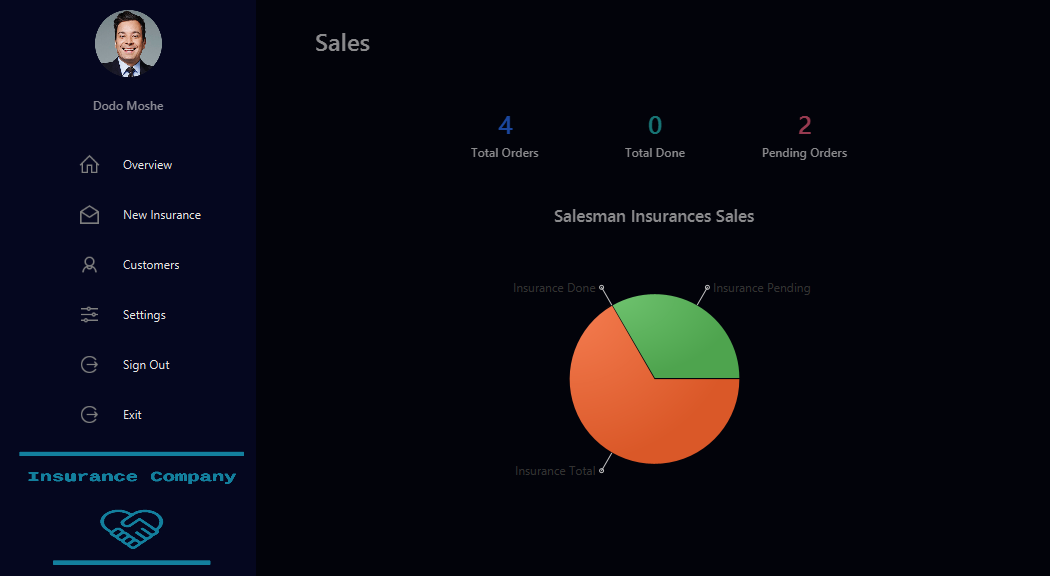 Dodo Moshe
Overview
New Insurance
Customers
Settings
Sign Out
Exit
Insurance Company
Sales
4 0 2
Total Orders Total Done Pending Orders
Salesman Insurances Sales
Insurance Done Insurance Pending
Insurance Total